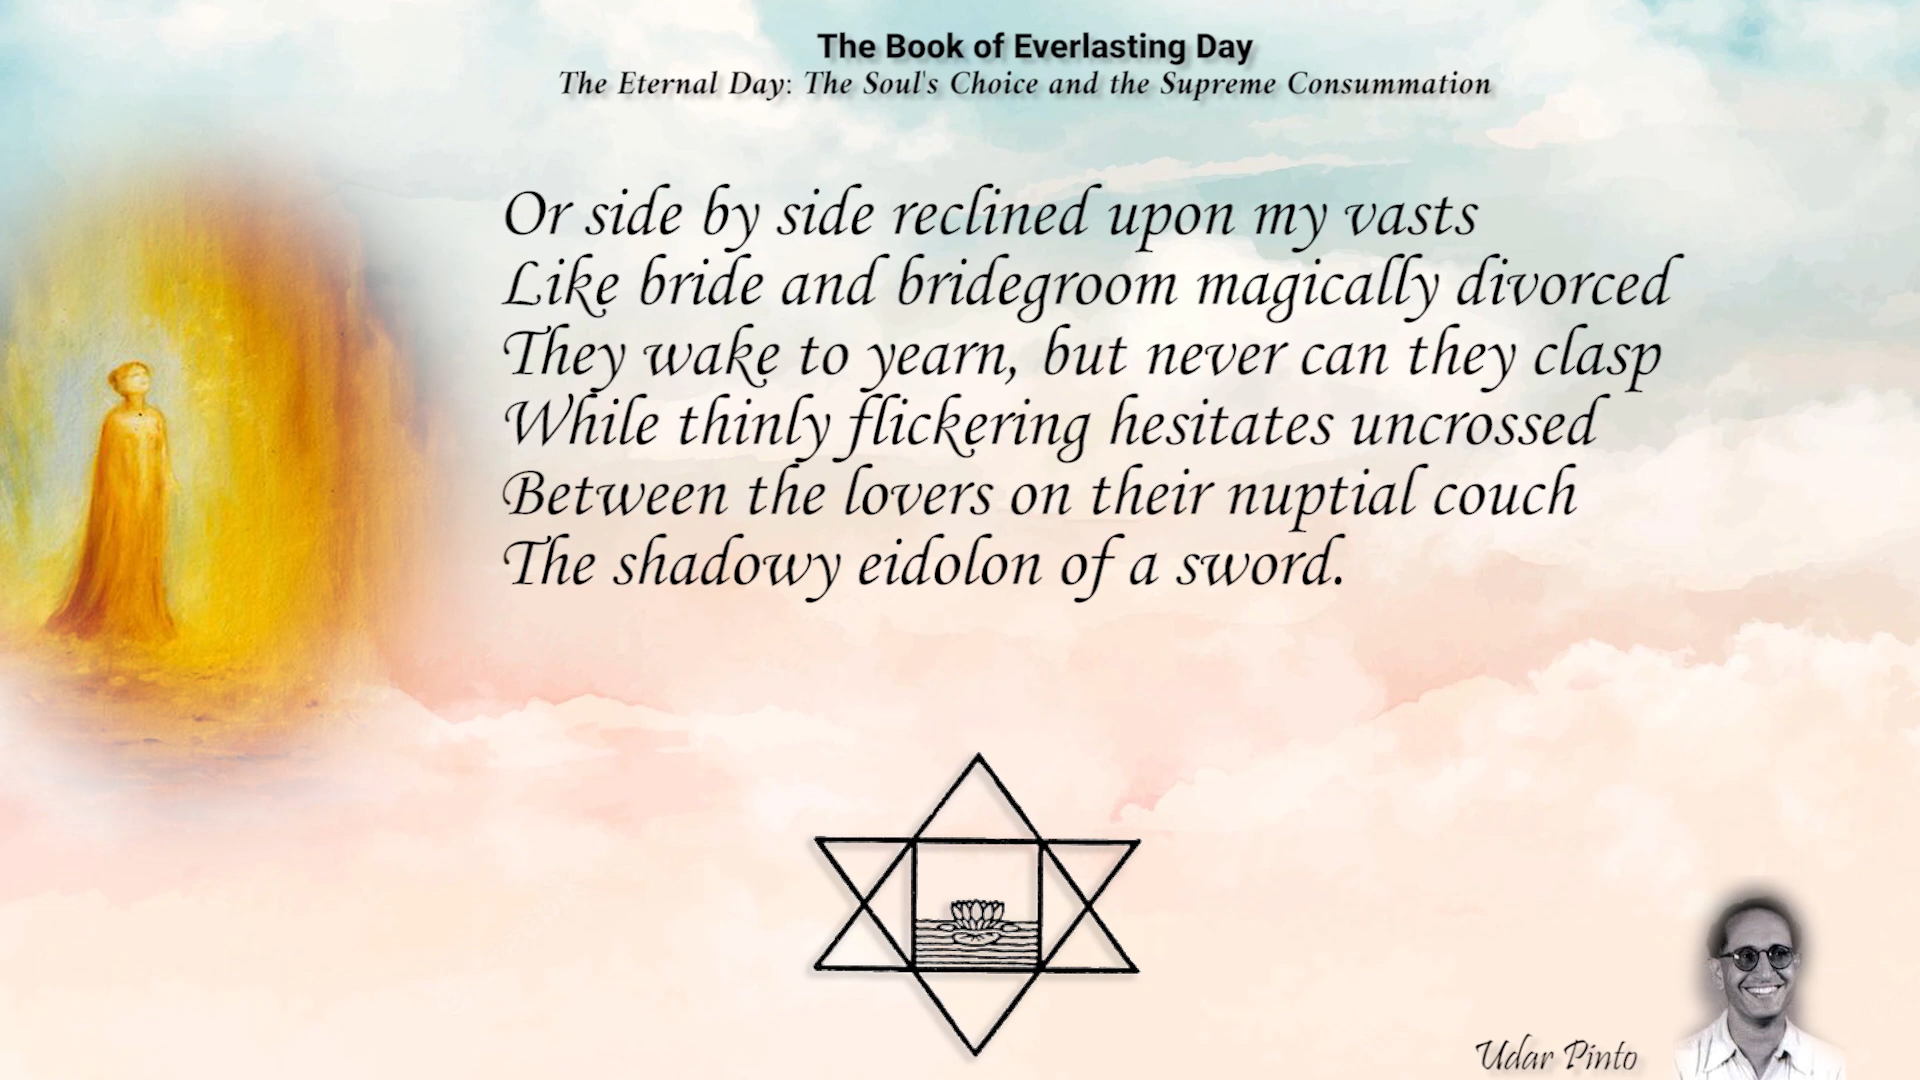 The Book of Everlasting Day
The Eternal Day: The Soul's Choice and the Supreme Consummation
Or side by side reclined upon my vasts
Like bride and bridegroom magically divorced
They wake to yearn, but never can they clasp
While thinly flickering hesitates uncrossed
Between the lovers on their nuptial couch
The shadowy eidolon of a sword.
Udar Pinto